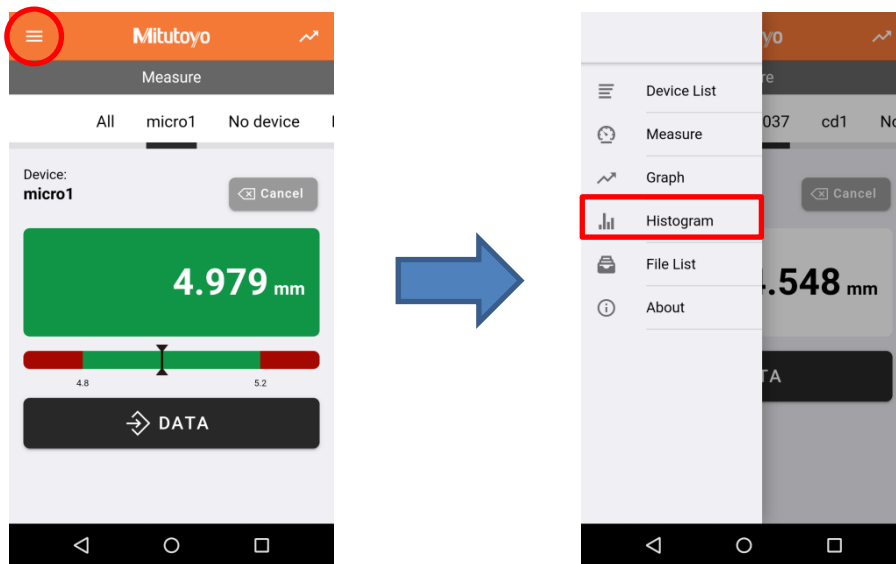 Mitutoyo
Measure
All micro1 No device
Device:
micro1
Cancel
4.979 mm
4.8 5.2
DATA
yo
re
Device List
037 cd1 No
Measure
Graph
Cancel
Histogram
File List
.548 mm
About
TA